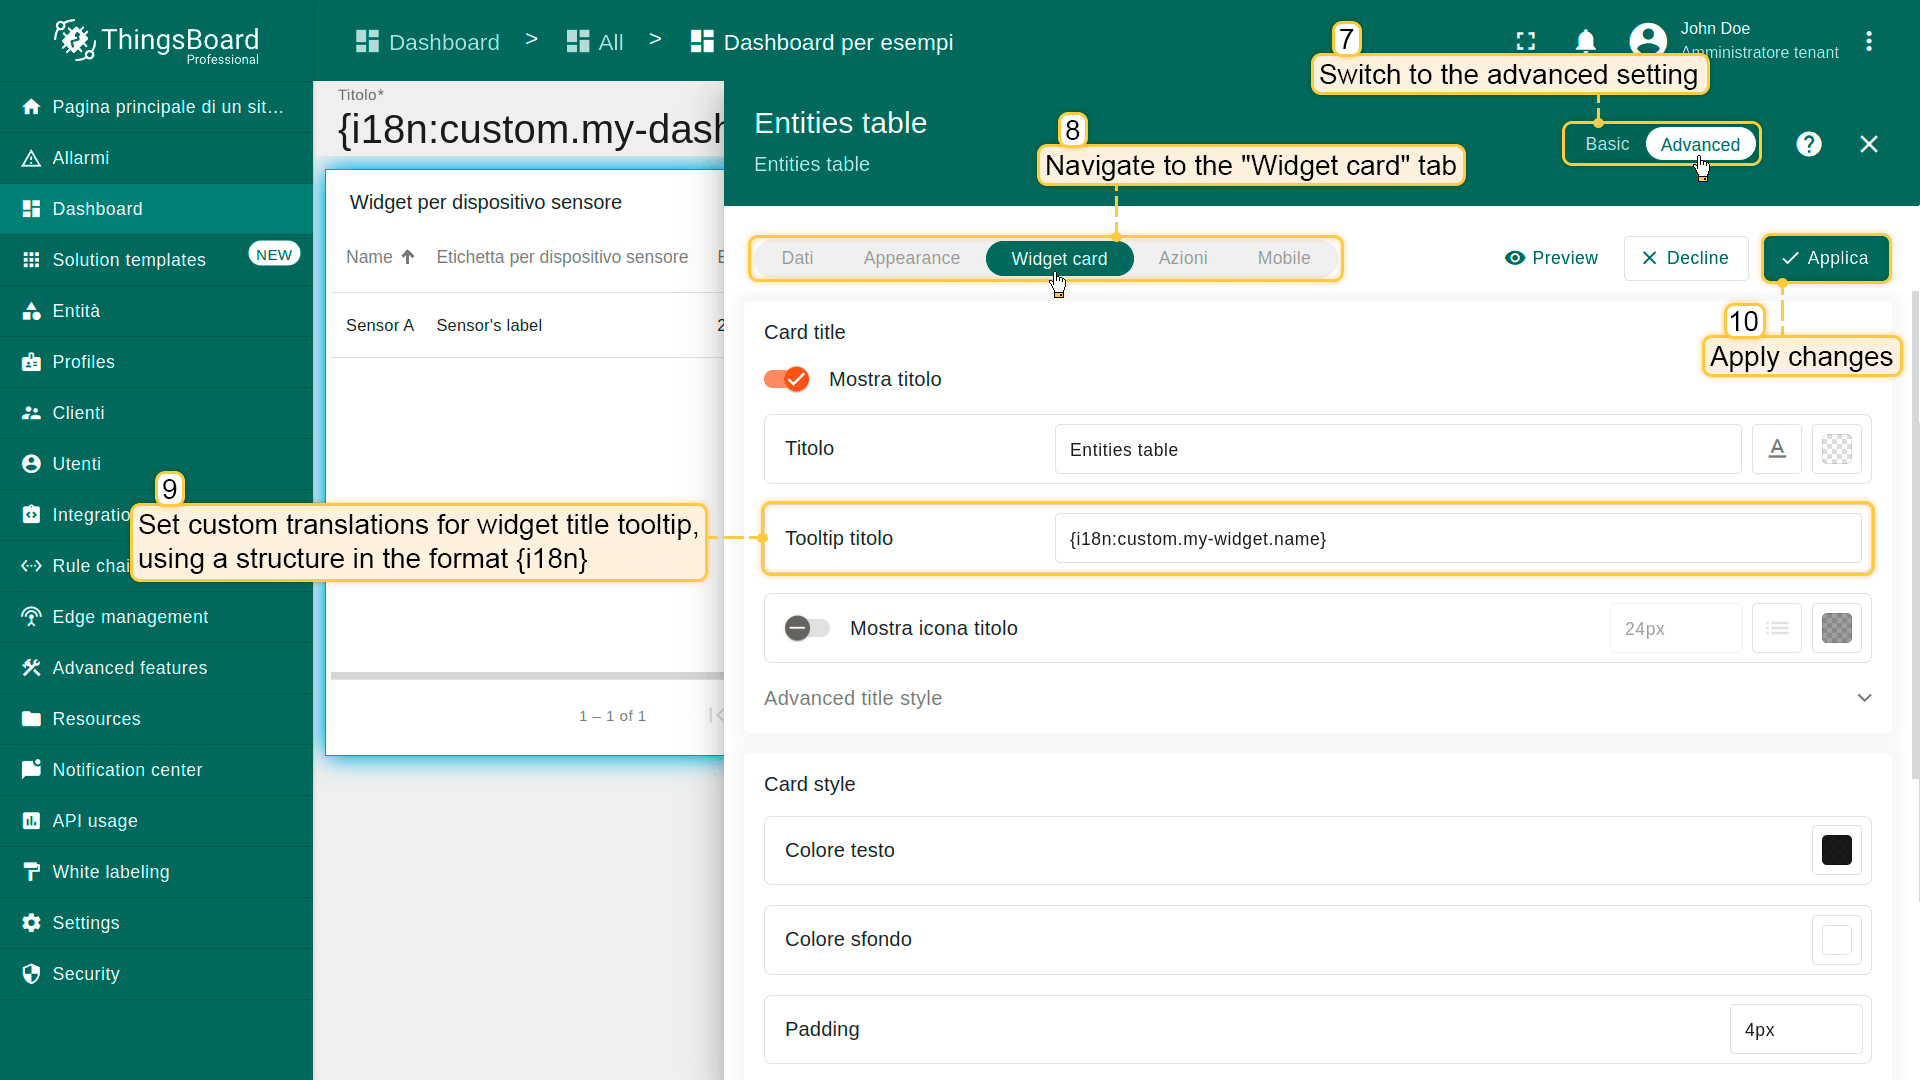 ThingsBoard
Professional
Dashboard > All > Dashboard per esempi
John Doe
Amministratore tenant
7
Switch to the advanced setting
Pagina principale di un sit...
Allarmi
Dashboard
Solution templates
NEW
Entità
Profiles
Clienti
Utenti
Edge management
Advanced features
Resources
Notification center
API usage
White labeling
Settings
Security
Titolo*
{i18n:custom.my-dash
Widget per dispositivo sensore
Name Etichetta per dispositivo sensore
Sensor A Sensor's label 2
1 – 1 of 1
Entities table
Entities table
8
Navigate to the "Widget card" tab
Basic Advanced
Dati Appearance Widget card Azioni Mobile
Preview Decline Applica
10
Apply changes
Card title
Mostra titolo
Titolo Entities table
9
Set custom translations for widget title tooltip,
using a structure in the format {i18n}
Tooltip titolo {i18n:custom.my-widget.name}
Mostra icona titolo 24px
Advanced title style
Card style
Colore testo
Colore sfondo
Padding 4px